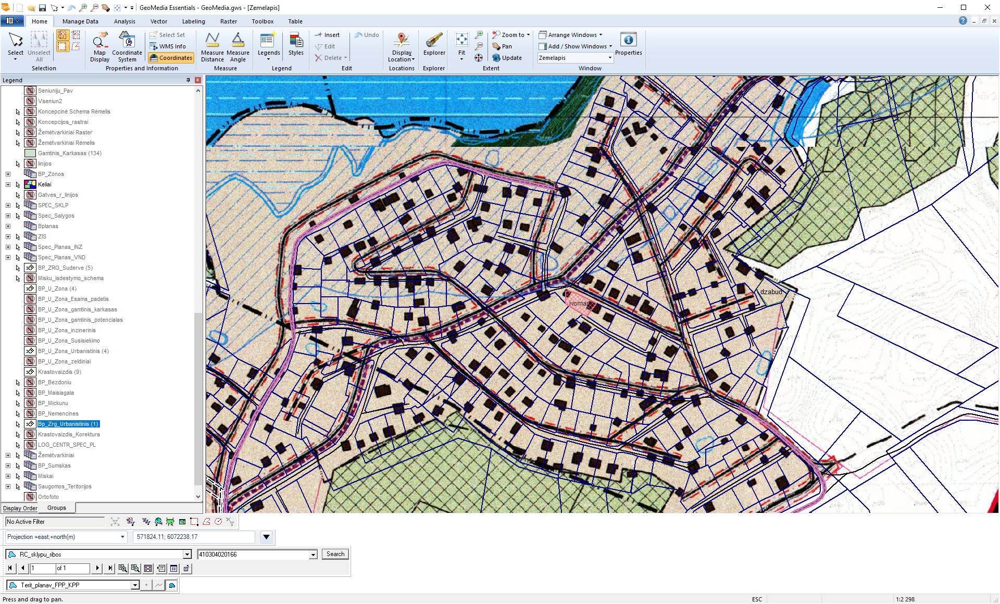 GeoMedia Essentials - GeoMedia.gws - [Zemelapis]
Home Manage Data Analysis Vector Labeling Raster Toolbox Table
Select
Unselect All
Selection
Map Display
Coordinate System
Select Set
WMS Info
Coordinates
Properties and Information
Measure Distance
Measure Angle
Measure
Legends
Styles
Legend
Insert
Edit
Delete
Undo
Edit
Display Location
Locations
Explorer
Explorer
Fit
Zoom to
Pan
Update
Extent
Arrange Windows
Add / Show Windows
Zemelapis
Properties
Window
Legend
Seniuniju_Pav
Vseniun2
Koncepcinė Schema Rėmelis
Koncepcijos_rastrai
Žemėtvarkiniai Raster
Žemėtvarkiniai Rėmelis
Gamtinis_Karkasas (134)
linijos
BP_Zonos
Keliai
Gatves_r_linijos
SPEC_SKLP
Spec_Salygos
Bplanas
ZIS
Spec_Planas_INZ
Spec_Planas_VND
BP_ZRG_Suderve (5)
Misku_isdestymo_schema
BP_U_Zona (4)
BP_U_Zona_Esama_padetis
BP_U_Zona_gamtinis_karkasas
BP_U_Zona_gamtinis_potencialas
BP_U_Zona_inzinerinis
BP_U_Zona_Susisiekimo
BP_U_Zona_Urbanistinis (4)
BP_U_Zona_zeldiniai
Krastovaizdis (9)
BP_Bezdoniu
BP_Maisiagala
BP_Mickunu
BP_Nemencines
Bp_Zrg_Urbanistinis (1)
Krastovaizdis_Korektura
LOG_CENTR_SPEC_PL
Žemėtvarkiniai
BP_Sumskas
Miskai
Saugomos_Teritorijos
Ortofoto
Display Order Groups
dzabud
No Active Filter
Projection +east;+north(m) 571824.11; 6072238.17
RC_sklypu_ribos 410304020166 Search
1 of 1
Terit_planav_FPP_KPP
Press and drag to pan. ESC 1:2 298